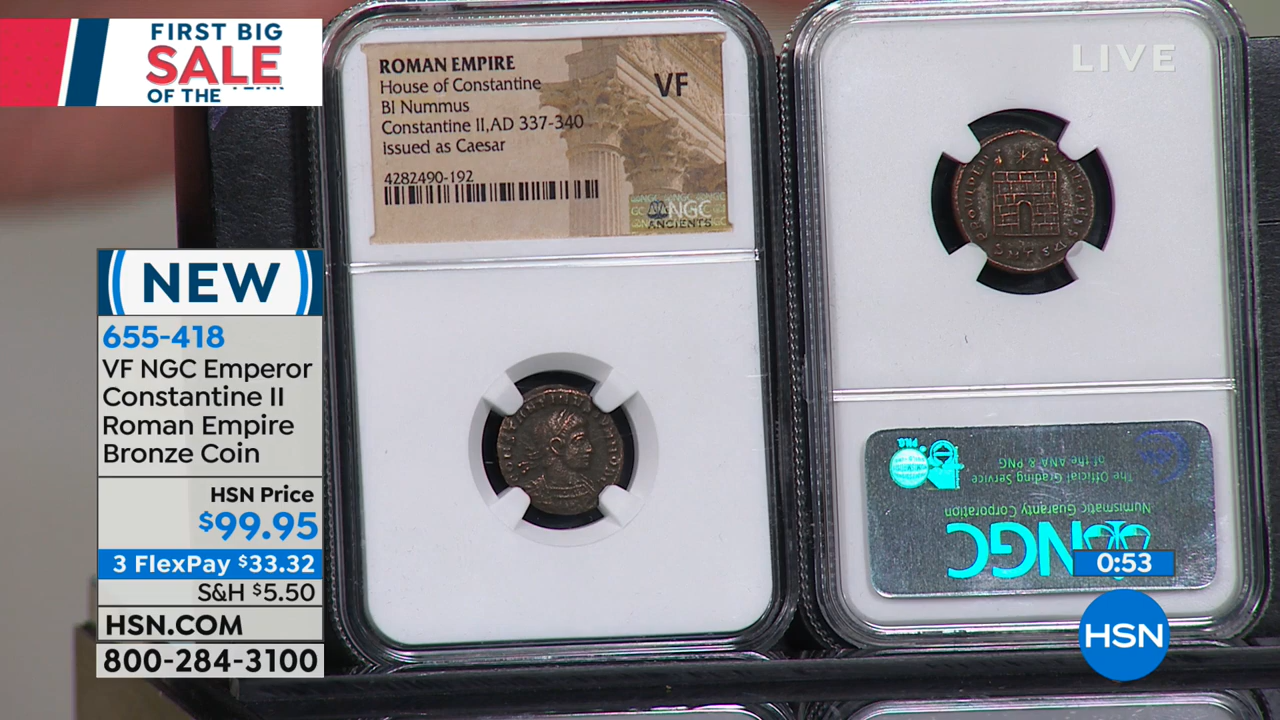 FIRST BIG
SALE
OF THE
LIVE
ROMAN EMPIRE
House of Constantine
BI Nummus
Constantine II,AD 337-340
issued as Caesar
4282490-192
VF
NGC
ANCIENTS
SMTSΔ
The Official Grading Service
of the ANA & PNG
Numismatic Guaranty Corporation
NGC
NEW
655-418
VF NGC Emperor
Constantine II
Roman Empire
Bronze Coin
HSN Price
$99.95
3 FlexPay $33.32
S&H $5.50
HSN.COM
800-284-3100
0:53
HSN